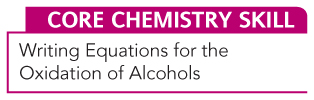 CORE CHEMISTRY SKILL
Writing Equations for the
Oxidation of Alcohols